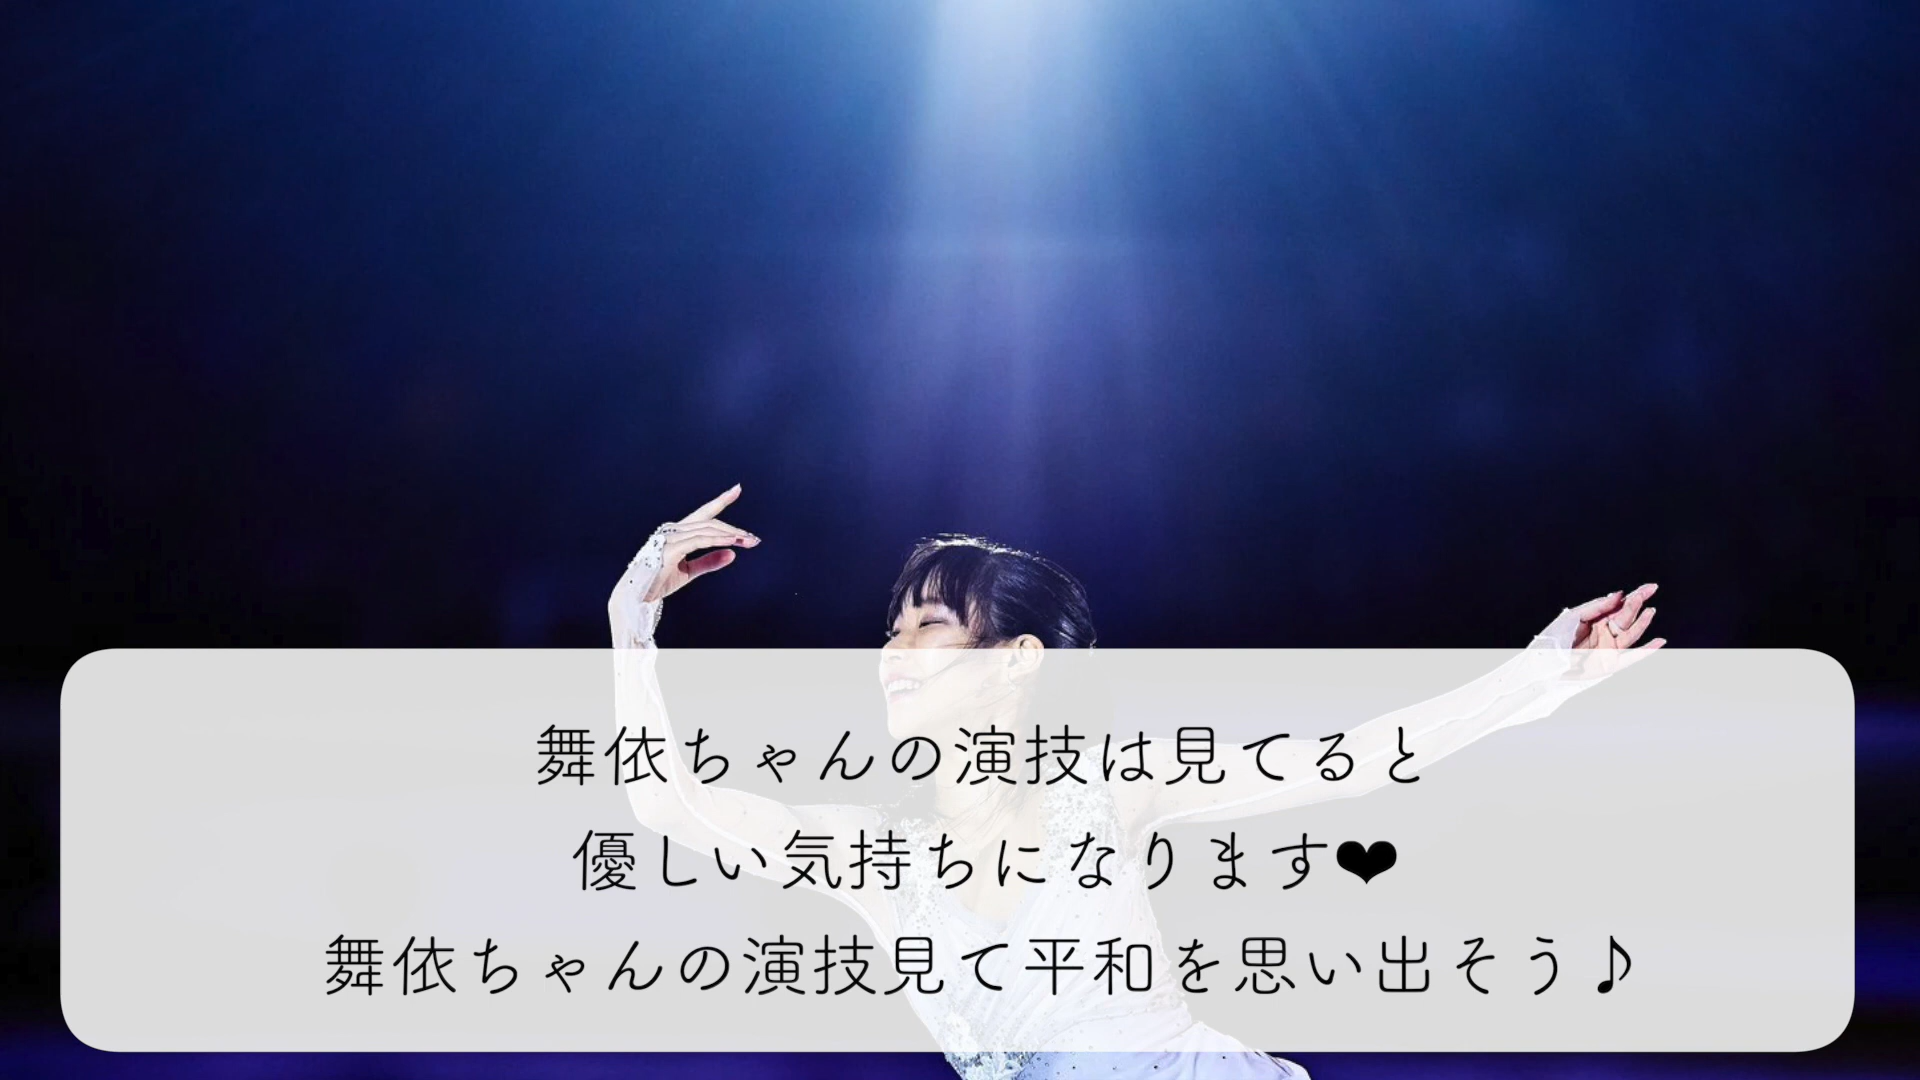 舞依ちゃんの演技は見てると
優しい気持ちになります❤
舞依ちゃんの演技見て平和を思い出そう♪